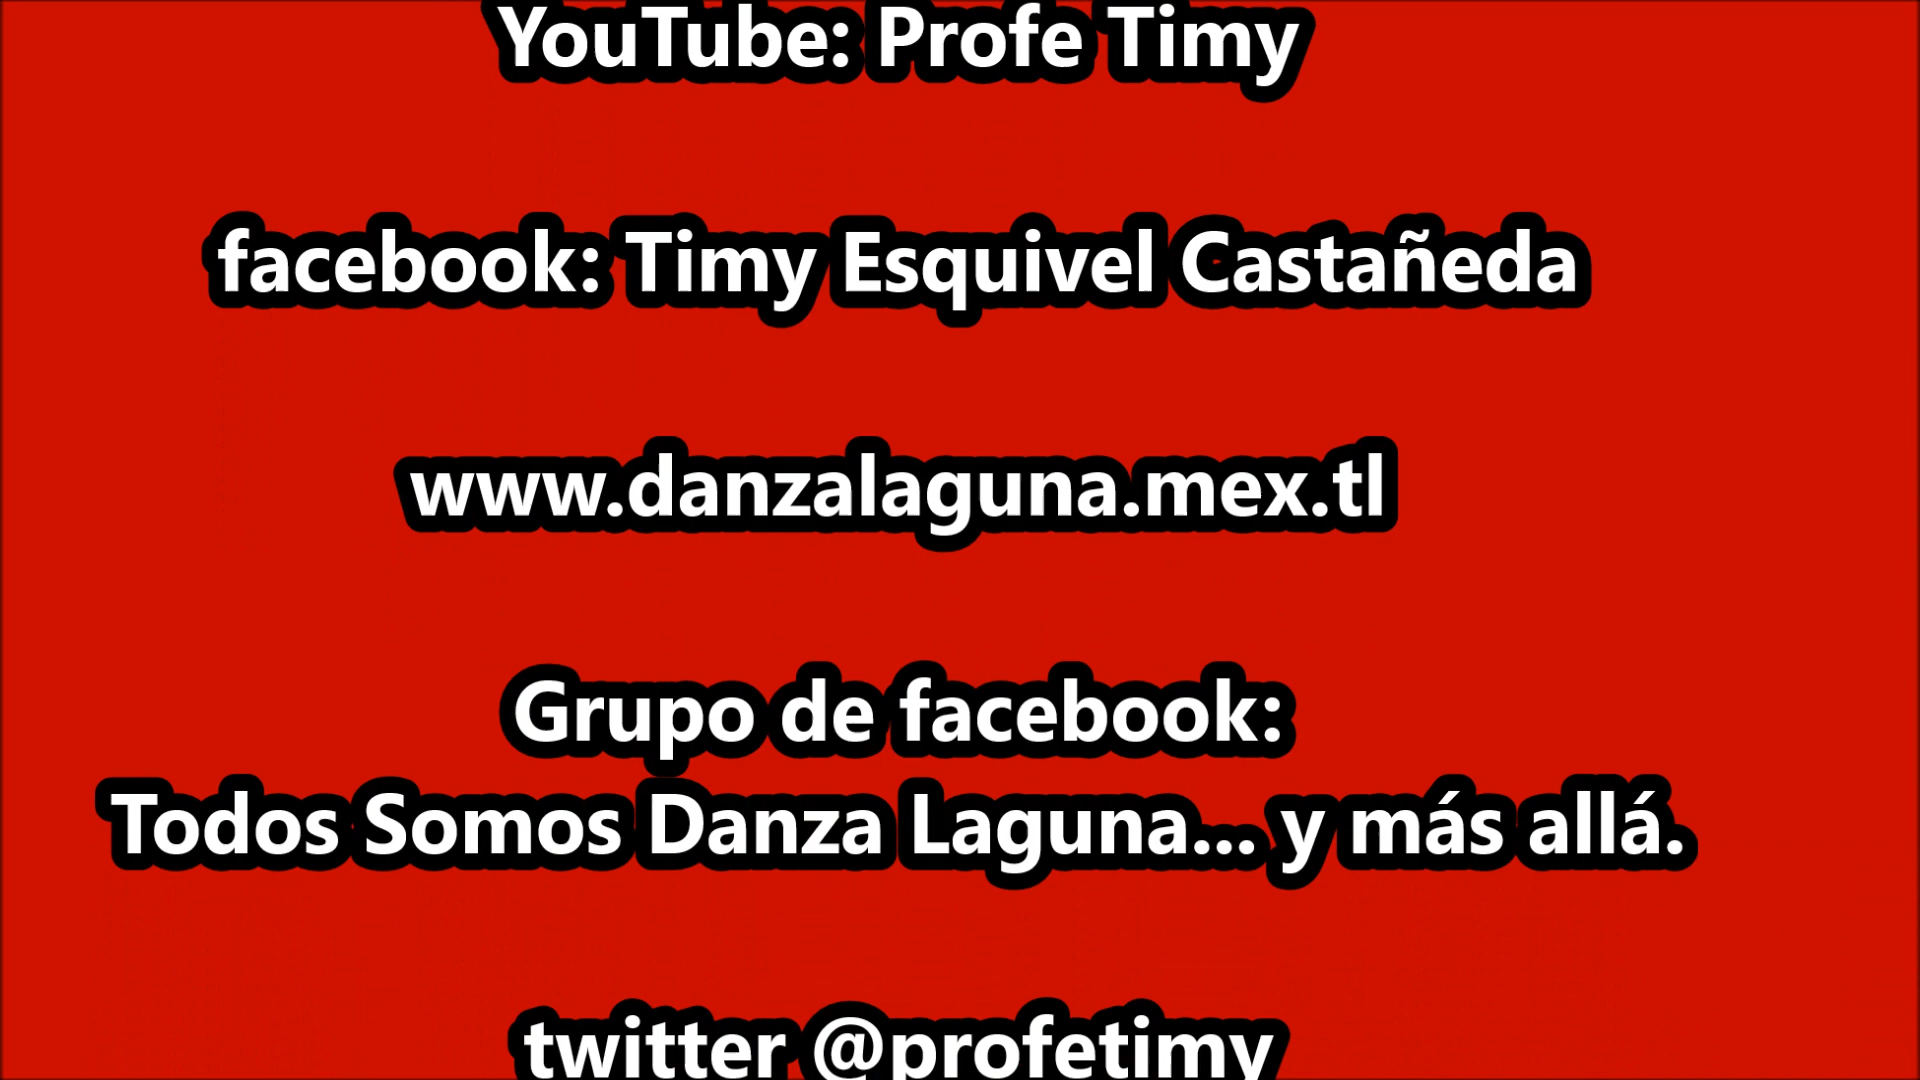 YouTube: Profe Timy
facebook: Timy Esquivel Castañeda
www.danzalaguna.mex.tl
Grupo de facebook:
Todos Somos Danza Laguna... y más allá.
twitter @profetimy